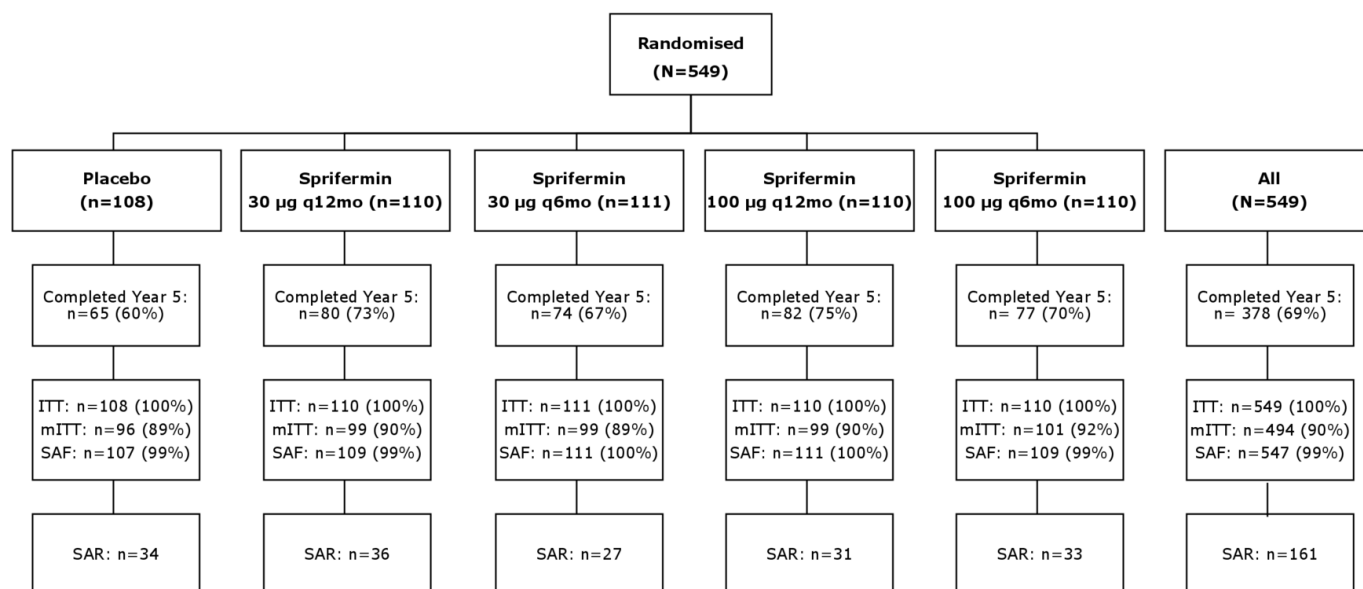 Randomised
(N=549)
Placebo
(n=108)
Sprifermin
30 µg q12mo (n=110)
Sprifermin
30 µg q6mo (n=111)
Sprifermin
100 µg q12mo (n=110)
Sprifermin
100 µg q6mo (n=110)
All
(N=549)
Completed Year 5:
n=65 (60%)
Completed Year 5:
n=80 (73%)
Completed Year 5:
n=74 (67%)
Completed Year 5:
n=82 (75%)
Completed Year 5:
n= 77 (70%)
Completed Year 5:
n= 378 (69%)
ITT: n=108 (100%)
mITT: n=96 (89%)
SAF: n=107 (99%)
ITT: n=110 (100%)
mITT: n=99 (90%)
SAF: n=109 (99%)
ITT: n=111 (100%)
mITT: n=99 (89%)
SAF: n=111 (100%)
ITT: n=110 (100%)
mITT: n=99 (90%)
SAF: n=111 (100%)
ITT: n=110 (100%)
mITT: n=101 (92%)
SAF: n=109 (99%)
ITT: n=549 (100%)
mITT: n=494 (90%)
SAF: n=547 (99%)
SAR: n=34
SAR: n=36
SAR: n=27
SAR: n=31
SAR: n=33
SAR: n=161